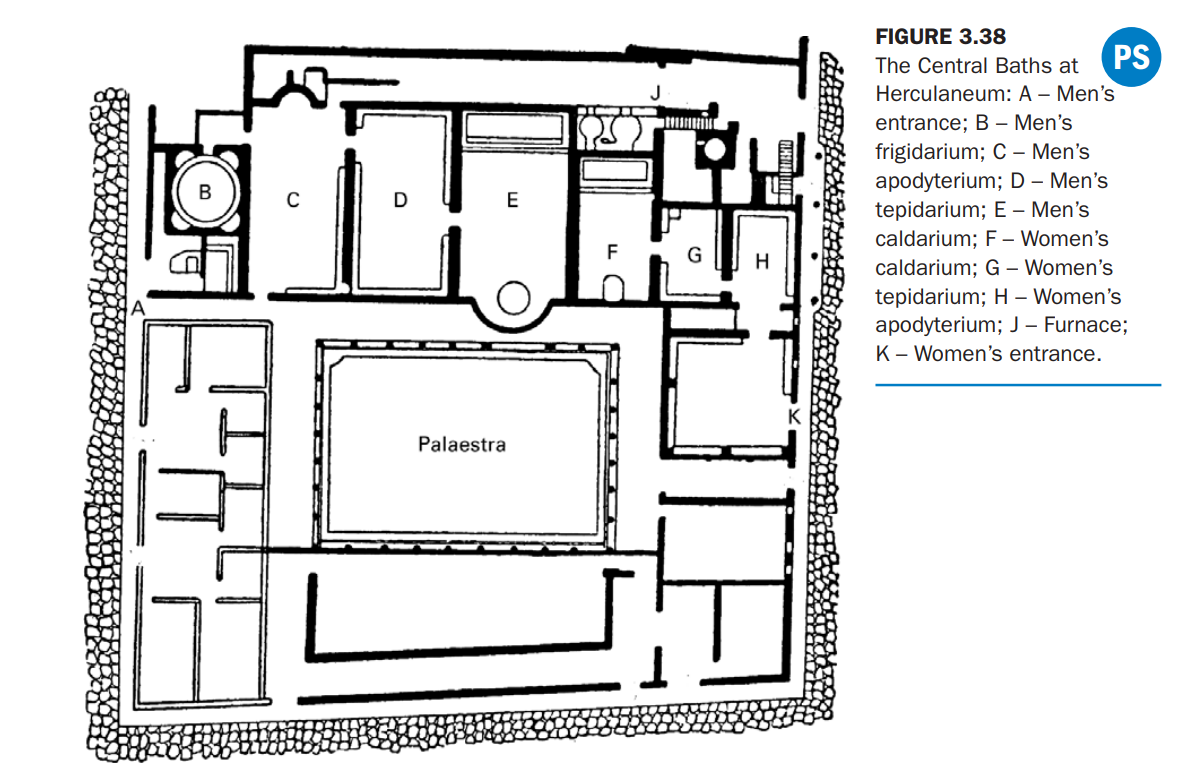 FIGURE 3.38
PS
The Central Baths at
Herculaneum: A – Men's
entrance; B – Men's
frigidarium; C – Men's
apodyterium; D – Men's
tepidarium; E – Men's
caldarium; F – Women's
caldarium; G – Women's
tepidarium; H – Women's
apodyterium; J – Furnace;
K – Women's entrance.
J
B
C
D
E
F
G
H
A
K
Palaestra